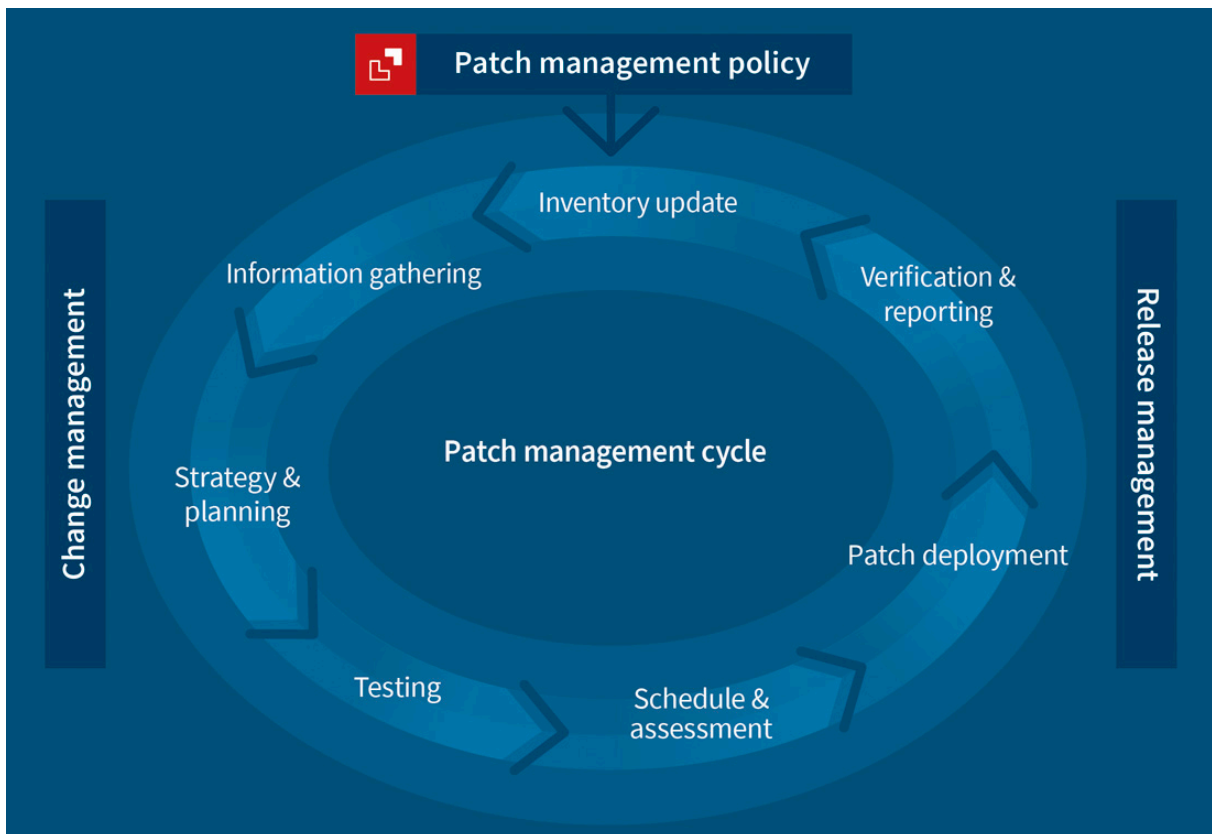 Patch management policy
Inventory update
Information gathering
Verification &
reporting
Change management
Release management
Patch management cycle
Strategy &
planning
Patch deployment
Testing
Schedule &
assessment